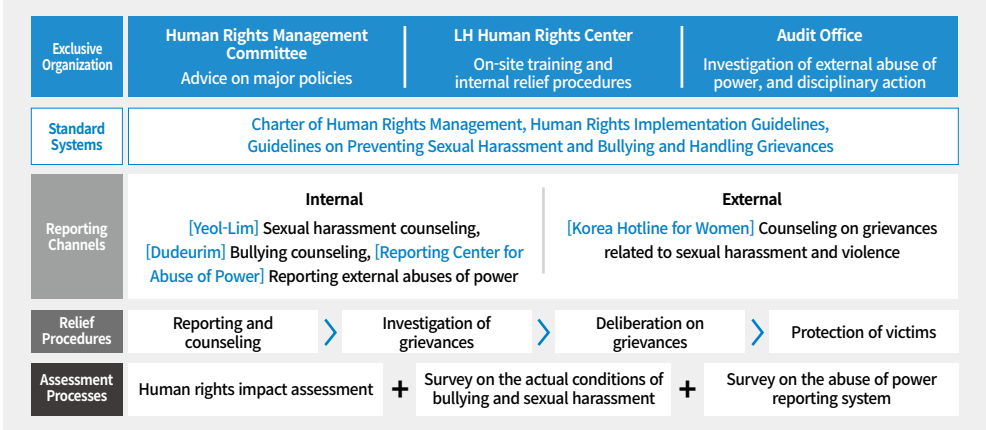 Exclusive
Organization
Human Rights Management
Committee
Advice on major policies
LH Human Rights Center
On-site training and
internal relief procedures
Audit Office
Investigation of external abuse of
power, and disciplinary action
Standard
Systems
Charter of Human Rights Management, Human Rights Implementation Guidelines,
Guidelines on Preventing Sexual Harassment and Bullying and Handling Grievances
Reporting
Channels
Internal
[Yeol-Lim] Sexual harassment counseling,
[Dudeurim] Bullying counseling, [Reporting Center for
Abuse of Power] Reporting external abuses of power
External
[Korea Hotline for Women] Counseling on grievances
related to sexual harassment and violence
Relief
Procedures
Reporting and
counseling
Investigation of
grievances
Deliberation on
grievances
Protection of victims
Assessment
Processes
Human rights impact assessment
+
Survey on the actual conditions of
bullying and sexual harassment
+
Survey on the abuse of power
reporting system